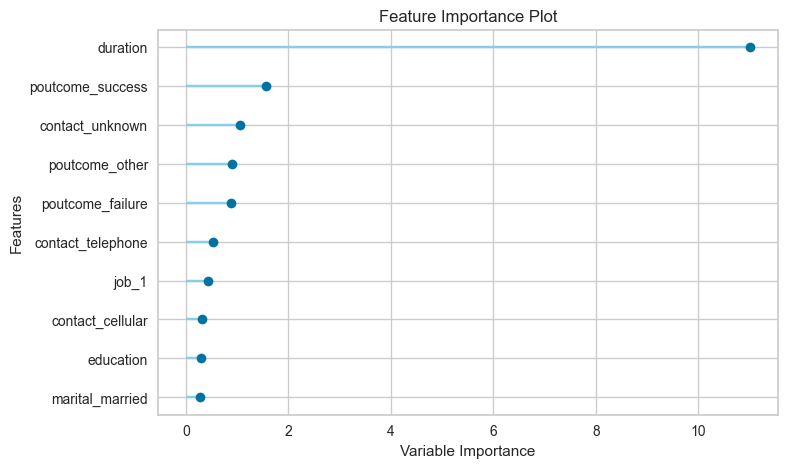 Feature Importance Plot
Features
duration
poutcome_success
contact_unknown
poutcome_other
poutcome_failure
contact_telephone
job_1
contact_cellular
education
marital_married
0 2 4 6 8 10
Variable Importance